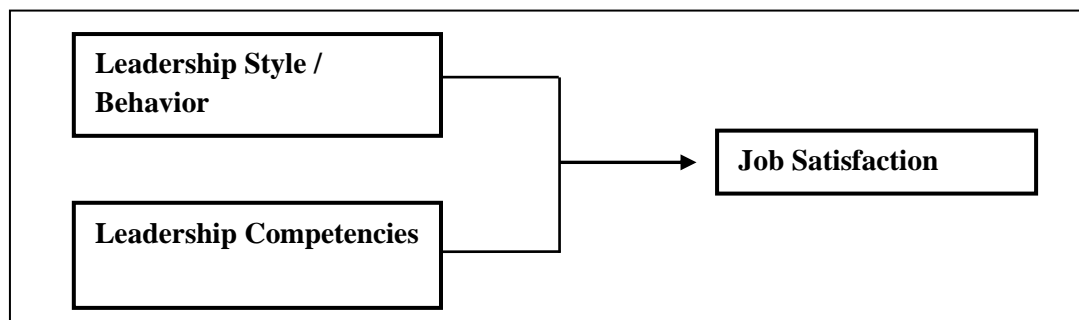 Leadership Style /
Behavior
Leadership Competencies
Job Satisfaction